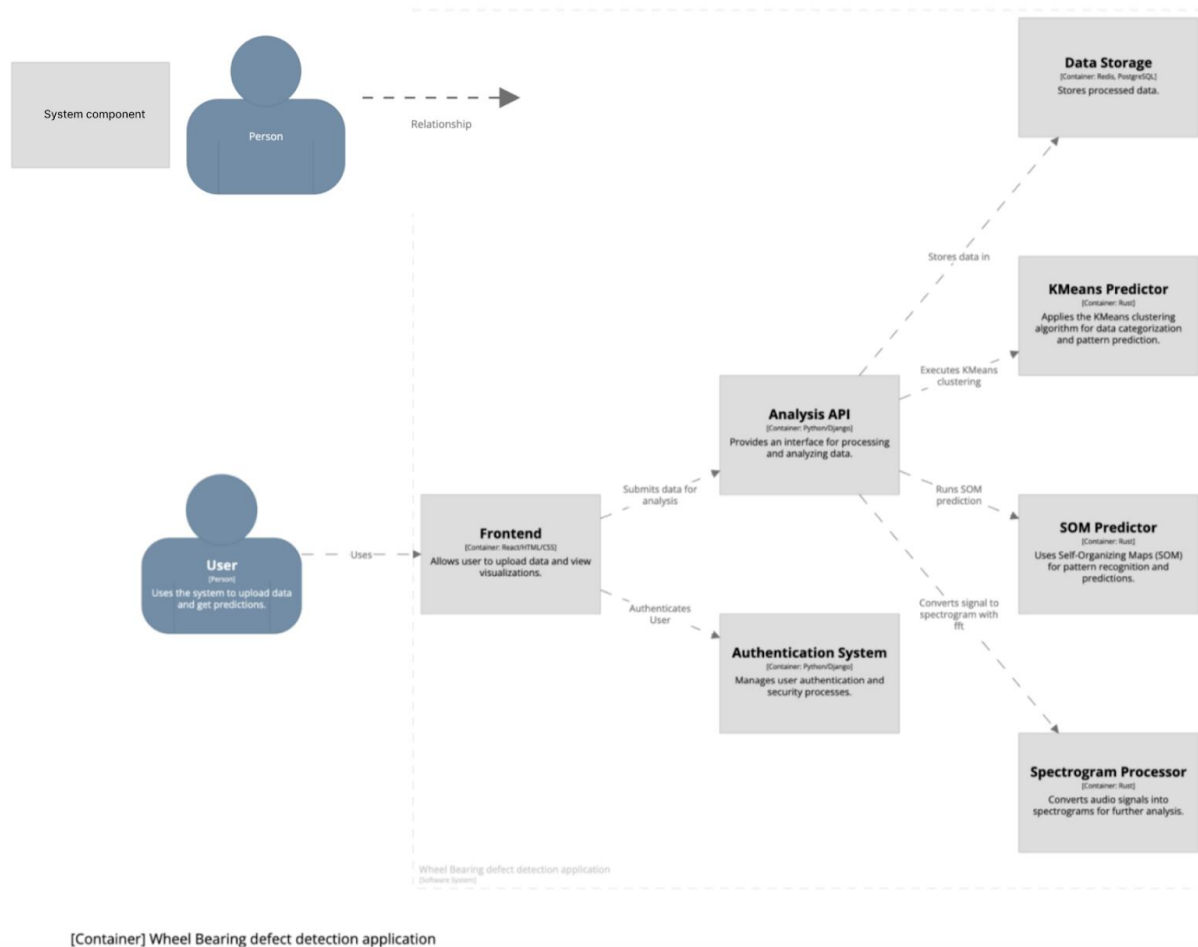 System component
Person
Relationship
Data Storage
[Container: Redis, PostgreSQL]
Stores processed data.
Stores data in
KMeans Predictor
[Container: Rust]
Applies the KMeans clustering
algorithm for data categorization
and pattern prediction.
Executes KMeans
clustering
Analysis API
[Container: Python/Django]
Provides an interface for processing
and analyzing data.
Submits data for
analysis
Runs SOM
prediction
SOM Predictor
[Container: Rust]
Uses Self-Organizing Maps (SOM)
for pattern recognition and
predictions.
User
[Person]
Uses the system to upload data
and get predictions.
Uses
Frontend
[Container: React/HTML/CSS]
Allows user to upload data and view
visualizations.
Authenticates
User
Converts signal to
spectrogram with
fft
Authentication System
[Container: Python/Django]
Manages user authentication and
security processes.
Spectrogram Processor
[Container: Rust]
Converts audio signals into
spectrograms for further analysis.
Wheel Bearing defect detection application
[Software System]
[Container] Wheel Bearing defect detection application